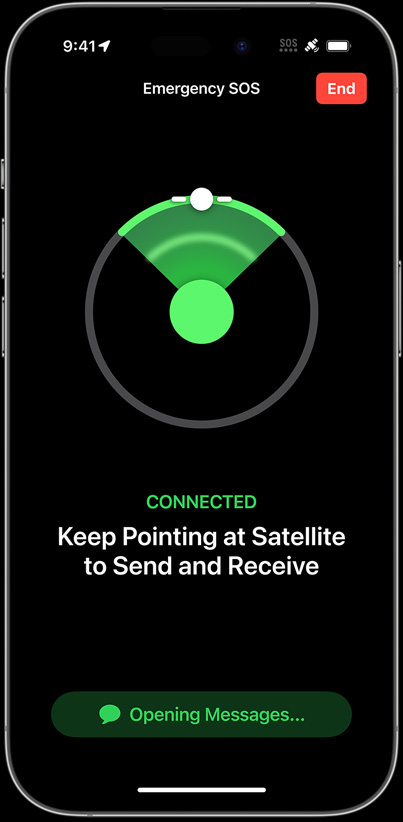 9:41
SOS
Emergency SOS
End
CONNECTED
Keep Pointing at Satellite
to Send and Receive
Opening Messages...